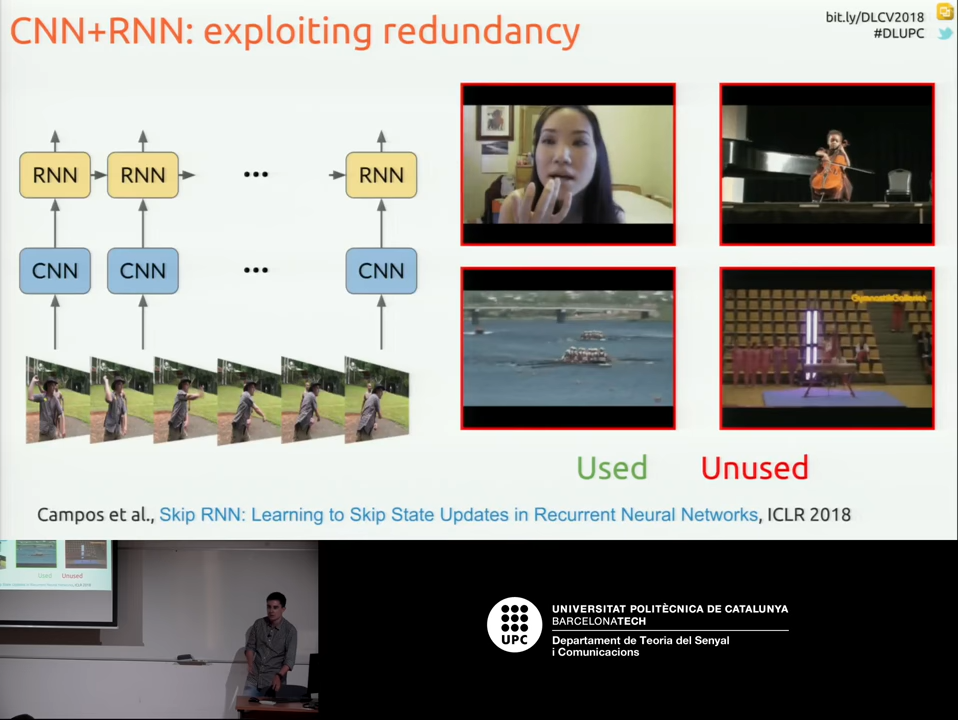 CNN+RNN: exploiting redundancy
bit.ly/DLCV2018
#DLUPC
RNN
RNN
...
RNN
CNN
CNN
...
CNN
Used
Unused
Campos et al., Skip RNN: Learning to Skip State Updates in Recurrent Neural Networks, ICLR 2018
Used
Unused
UPC
UNIVERSITAT POLITÈCNICA DE CATALUNYA
BARCELONATECH
Departament de Teoria del Senyal
i Comunicacions